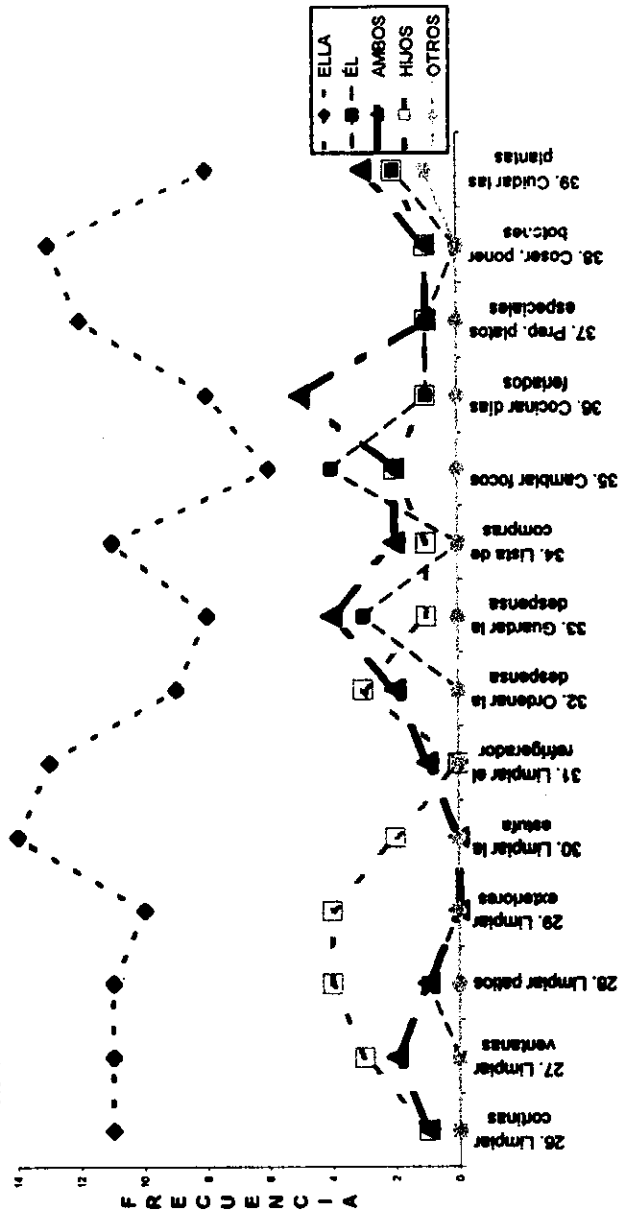 FRECUENCIA
14
12
10
8
6
4
2
0
26. Limpiar
cortinas
27. Limpiar
ventanas
28. Limpiar patios
29. Limpiar
exteriores
30. Limpiar la
estufa
31. Limpiar el
refrigerador
32. Ordenar la
despensa
33. Guardar la
despensa
34. Lista de
compras
35. Cambiar focos
36. Cocinar días
feriados
37. Prep. platos
especiales
38. Coser, poner
botones
39. Cuidar las
plantas
ELLA
ÉL
AMBOS
HIJOS
OTROS